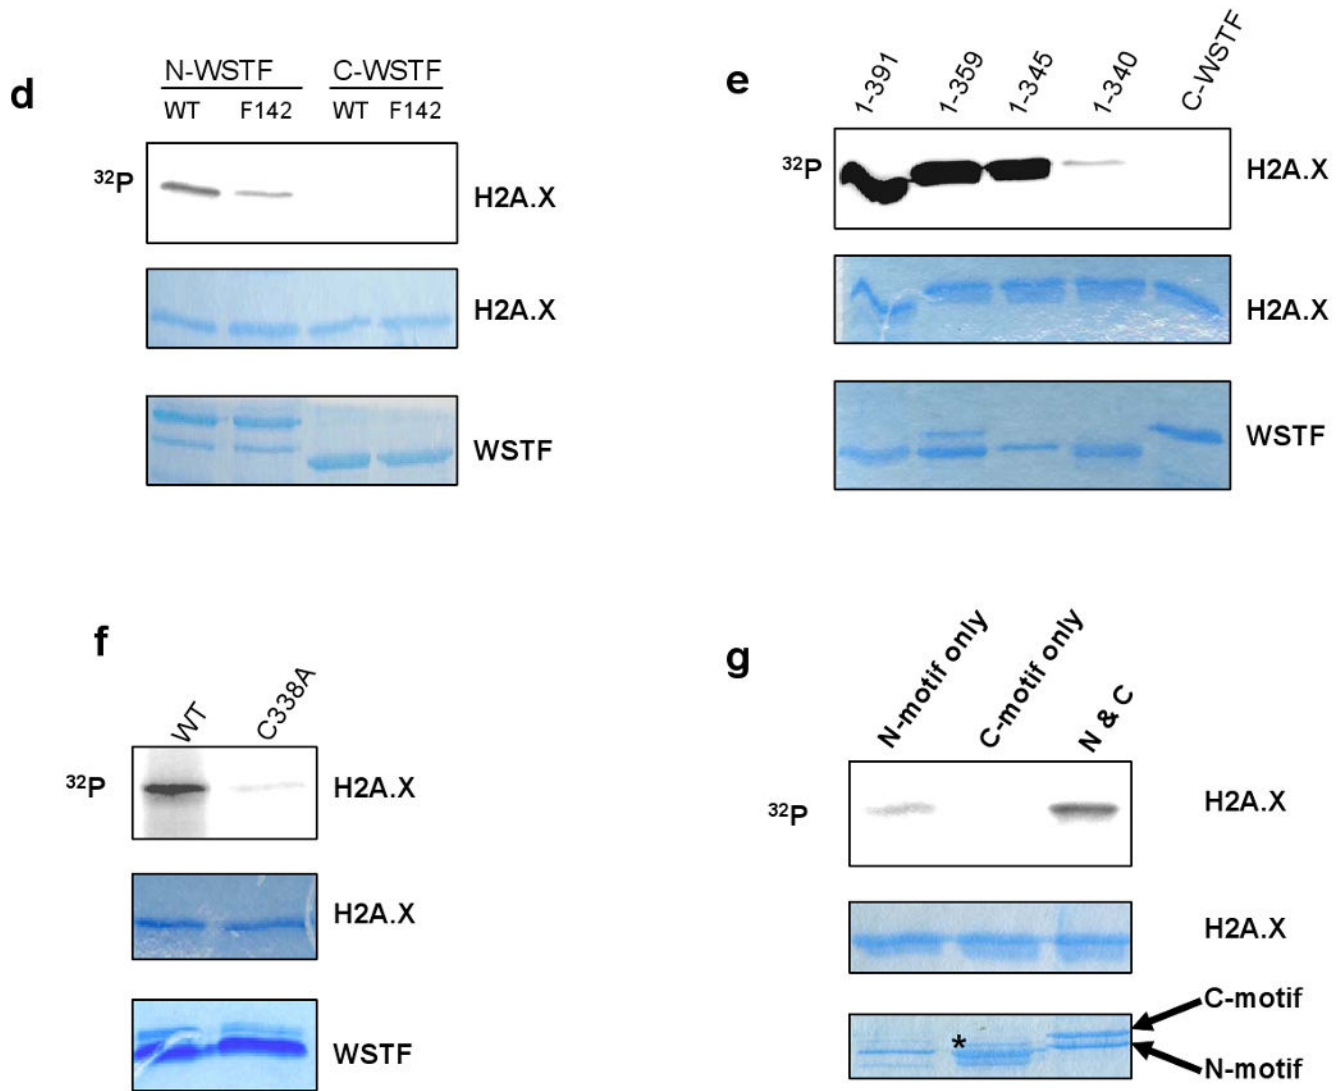 d
N-WSTF C-WSTF
WT F142 WT F142
³²P
H2A.X
H2A.X
WSTF
e
1-391 1-359 1-345 1-340 C-WSTF
³²P
H2A.X
H2A.X
WSTF
f
WT C338A
³²P
H2A.X
H2A.X
WSTF
g
N-motif only C-motif only N & C
³²P
H2A.X
H2A.X
*
C-motif
N-motif